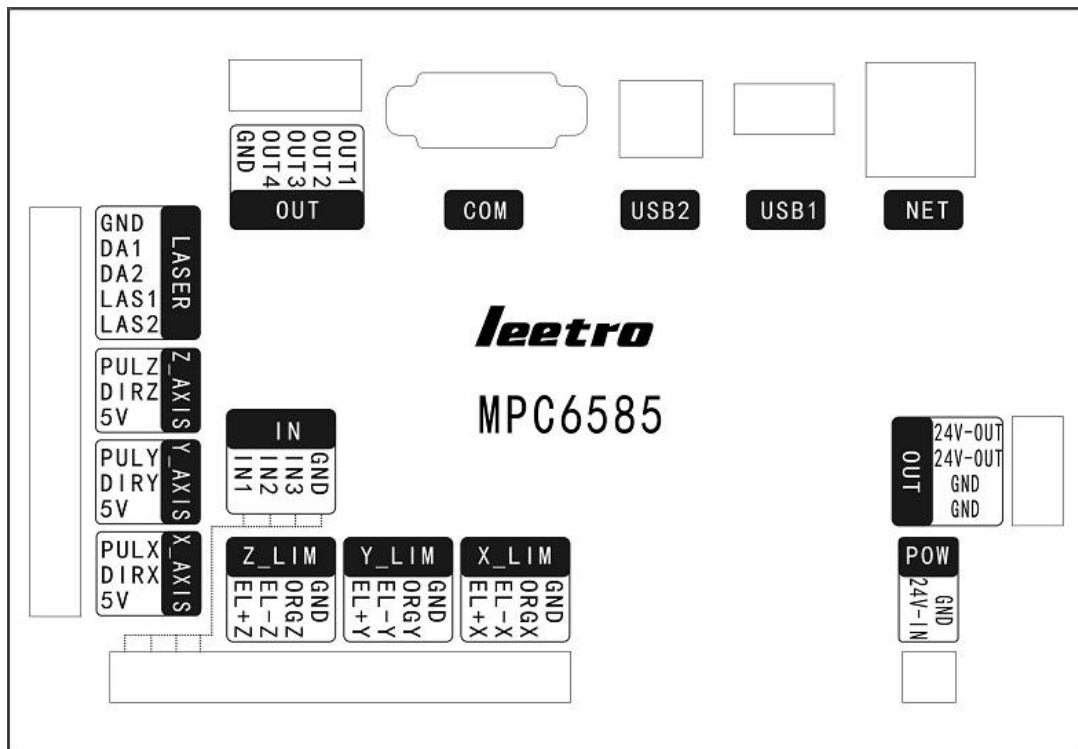 GND
OUT4
OUT3
OUT2
OUT1
OUT
COM
USB2
USB1
NET
GND
DA1
DA2
LAS1
LAS2
LASER
leetro
MPC6585
PULZ
DIRZ
5V
Z_AXIS
PULY
DIRY
5V
Y_AXIS
PULX
DIRX
5V
X_AXIS
IN
IN1
IN2
IN3
GND
Z_LIM
EL+Z
EL-Z
ORGZ
GND
Y_LIM
EL+Y
EL-Y
ORGY
GND
X_LIM
EL+X
EL-X
ORGX
GND
OUT
24V-OUT
24V-OUT
GND
GND
POW
24V-IN
GND